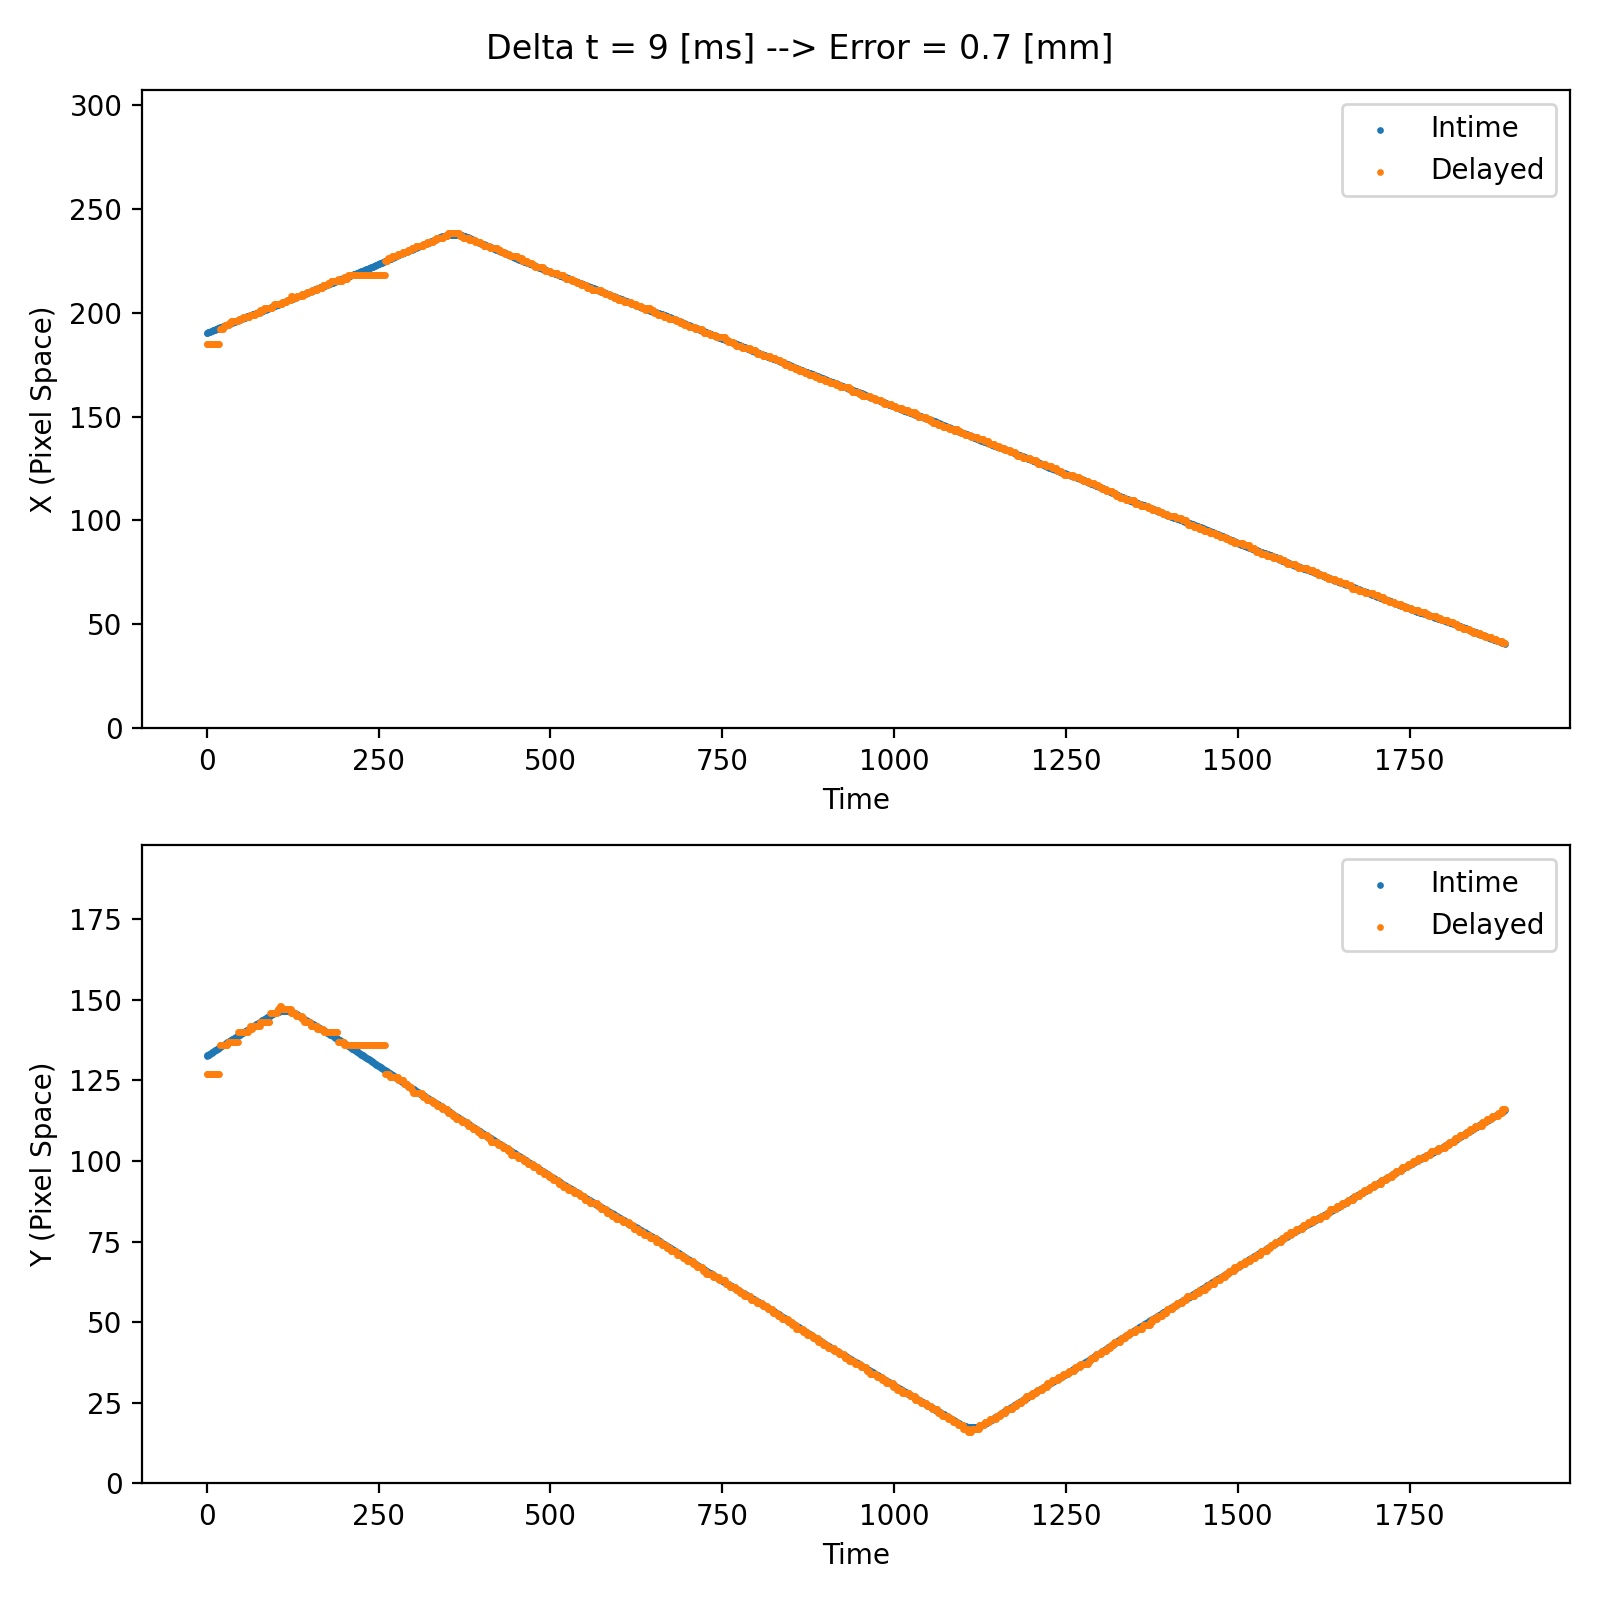 Delta t = 9 [ms] --> Error = 0.7 [mm]
300
250
200
150
100
50
0
X (Pixel Space)
Intime
Delayed
0 250 500 750 1000 1250 1500 1750
Time
175
150
125
100
75
50
25
0
Y (Pixel Space)
Intime
Delayed
0 250 500 750 1000 1250 1500 1750
Time